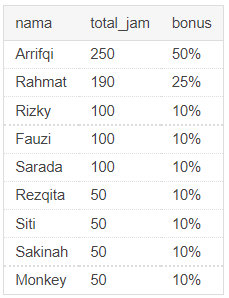 nama total_jam bonus
Arrifqi 250 50%
Rahmat 190 25%
Rizky 100 10%
Fauzi 100 10%
Sarada 100 10%
Rezqita 50 10%
Siti 50 10%
Sakinah 50 10%
Monkey 50 10%